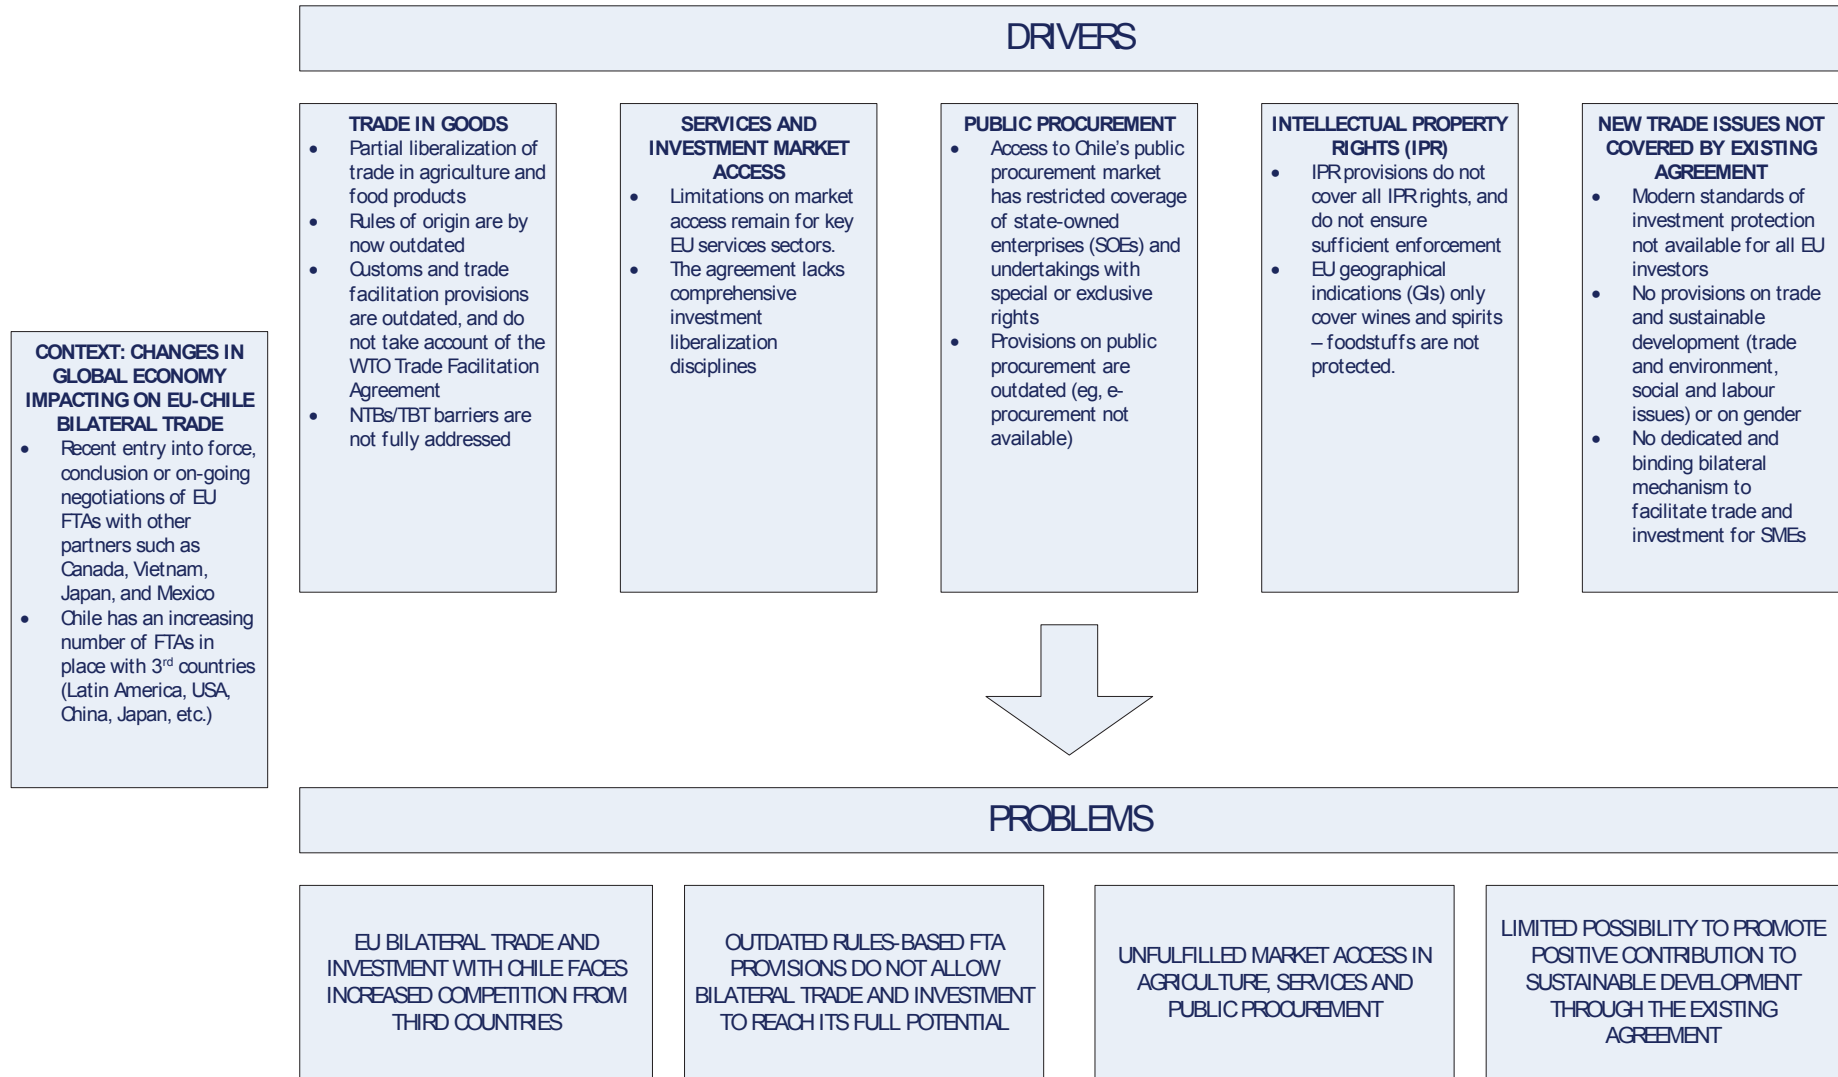 DRIVERS
CONTEXT: CHANGES IN
GLOBAL ECONOMY
IMPACTING ON EU-CHILE
BILATERAL TRADE
• Recent entry into force,
conclusion or on-going
negotiations of EU
FTAs with other
partners such as
Canada, Vietnam,
Japan, and Mexico
• Chile has an increasing
number of FTAs in
place with 3rd countries
(Latin America, USA,
China, Japan, etc.)
TRADE IN GOODS
• Partial liberalization of
trade in agriculture and
food products
• Rules of origin are by
now outdated
• Customs and trade
facilitation provisions
are outdated, and do
not take account of the
WTO Trade Facilitation
Agreement
• NTBs/TBT barriers are
not fully addressed
SERVICES AND
INVESTMENT MARKET
ACCESS
• Limitations on market
access remain for key
EU services sectors.
• The agreement lacks
comprehensive
investment
liberalization
disciplines
PUBLIC PROCUREMENT
• Access to Chile's public
procurement market
has restricted coverage
of state-owned
enterprises (SOEs) and
undertakings with
special or exclusive
rights
• Provisions on public
procurement are
outdated (eg, e-
procurement not
available)
INTELLECTUAL PROPERTY
RIGHTS (IPR)
• IPR provisions do not
cover all IPR rights, and
do not ensure
sufficient enforcement
• EU geographical
indications (GIs) only
cover wines and spirits
– foodstuffs are not
protected.
NEW TRADE ISSUES NOT
COVERED BY EXISTING
AGREEMENT
• Modern standards of
investment protection
not available for all EU
investors
• No provisions on trade
and sustainable
development (trade
and environment,
social and labour
issues) or on gender
• No dedicated and
binding bilateral
mechanism to
facilitate trade and
investment for SMEs
PROBLEMS
EU BILATERAL TRADE AND
INVESTMENT WITH CHILE FACES
INCREASED COMPETITION FROM
THIRD COUNTRIES
OUTDATED RULES-BASED FTA
PROVISIONS DO NOT ALLOW
BILATERAL TRADE AND INVESTMENT
TO REACH ITS FULL POTENTIAL
UNFULFILLED MARKET ACCESS IN
AGRICULTURE, SERVICES AND
PUBLIC PROCUREMENT
LIMITED POSSIBILITY TO PROMOTE
POSITIVE CONTRIBUTION TO
SUSTAINABLE DEVELOPMENT
THROUGH THE EXISTING
AGREEMENT